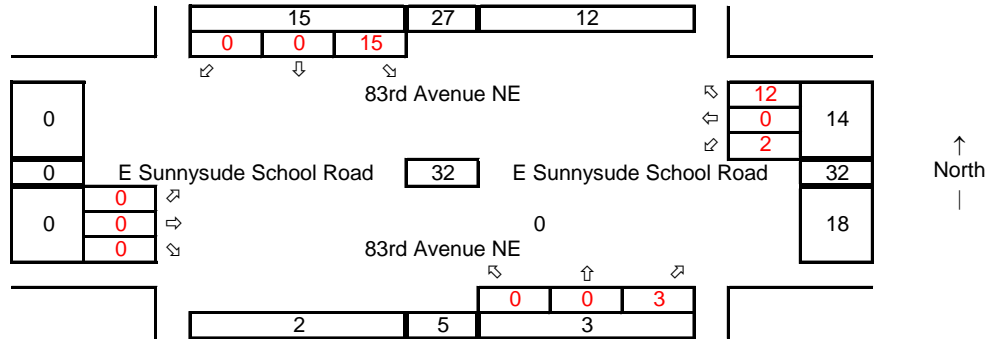 15 27 12
0 0 15
83rd Avenue NE
12
0 0 14
2
↑
0 E Sunnysude School Road 32 E Sunnysude School Road 32 North
0
0 0 0 18
0 83rd Avenue NE
0 0 3
2 5 3